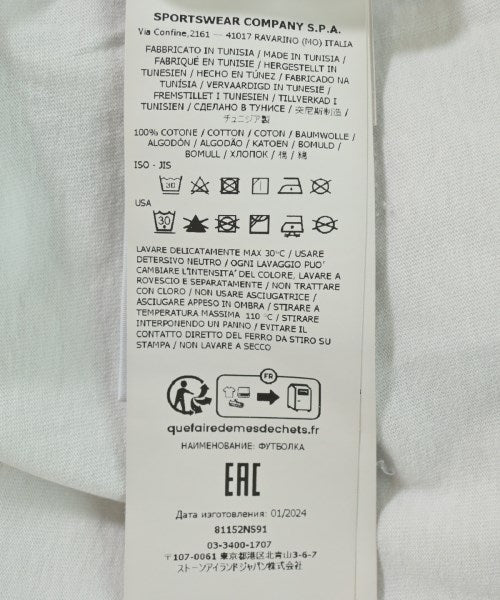 SPORTSWEAR COMPANY S.P.A.
Via Confine,2161 — 41017 RAVARINO (MO) ITALIA
FABBRICATO IN TUNISIA / MADE IN TUNISIA /
FABRIQUÉ EN TUNISIE / HERGESTELLT IN
TUNESIEN / HECHO EN TÚNEZ / FABRICADO NA
TUNÍSIA / VERVAARDIGD IN TUNESIË /
FREMSTILLET I TUNESIEN / TILLVERKAD I
TUNISIEN / СДЕЛАНО В ТУНИСЕ / 突尼斯制造 /
チュニジア製
100% COTONE / COTTON / COTON / BAUMWOLLE /
ALGODÓN / ALGODÃO / KATOEN / BOMULD /
BOMULL / ХЛОПОК / 棉 / 綿
ISO - JIS
30
USA
30
LAVARE DELICATAMENTE MAX 30°C / USARE
DETERSIVO NEUTRO / OGNI LAVAGGIO PUO'
CAMBIARE L'INTENSITA' DEL COLORE, LAVARE A
ROVESCIO E SEPARATAMENTE / NON TRATTARE
CON CLORO / NON USARE ASCIUGATRICE /
ASCIUGARE APPESO IN OMBRA / STIRARE A
TEMPERATURA MASSIMA 110 °C / STIRARE
INTERPONENDO UN PANNO / EVITARE IL
CONTATTO DIRETTO DEL FERRO DA STIRO SU
STAMPA / NON LAVARE A SECCO
FR
quefairedemesdechets.fr
НАИМЕНОВАНИЕ: ФУТБОЛКА
EAC
Дата изготовления: 01/2024
81152NS91
03-3400-1707
〒107-0061 東京都港区北青山3-6-7
ストーンアイランドジャパン株式会社